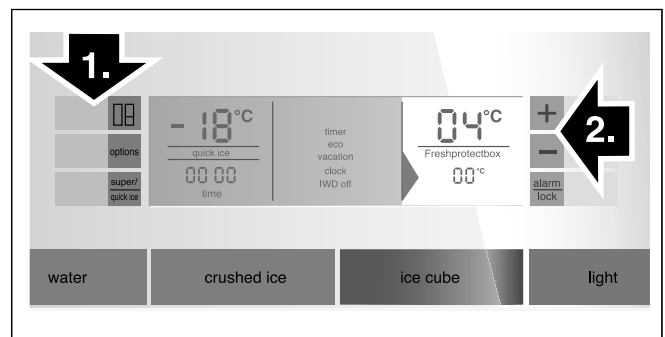 1.
options
super/
quick ice
- 18°C
quick ice
00 00
time
timer
eco
vacation
clock
IWD off
04°C
Freshprotectbox
00°C
+
-
alarm
lock
2.
water
crushed ice
ice cube
light